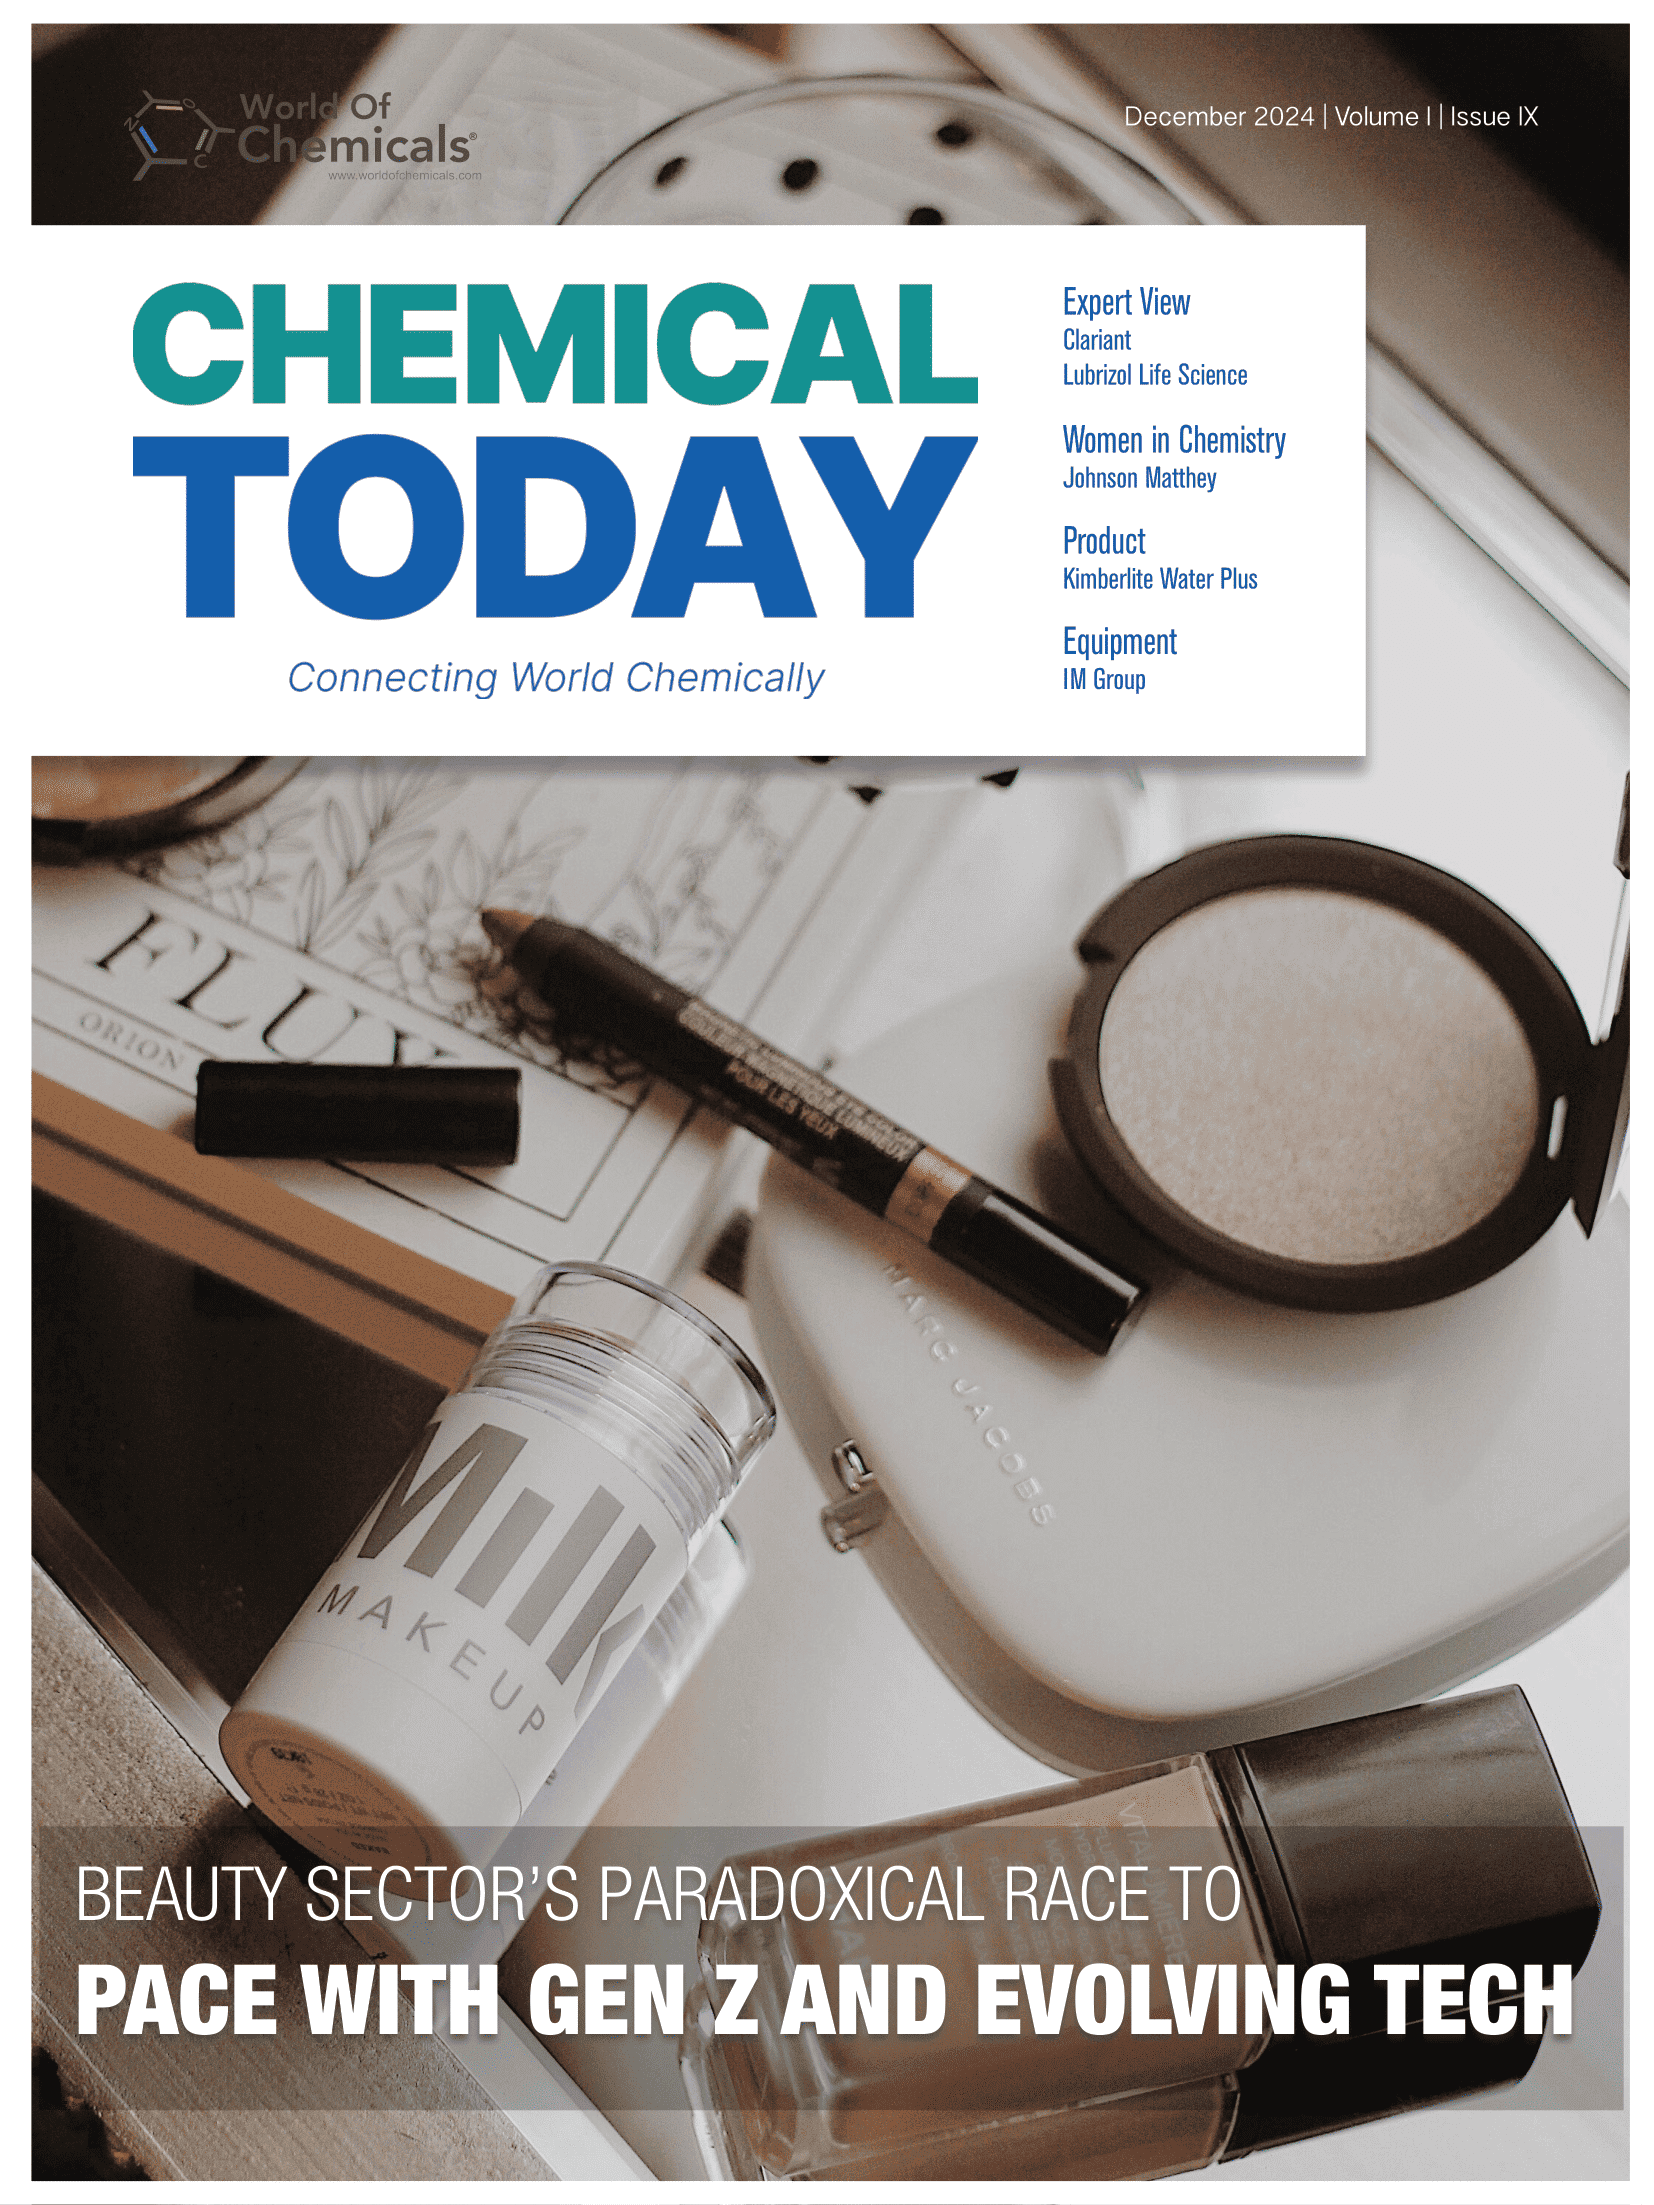 World Of
Chemicals®
www.worldofchemicals.com
December 2024 | Volume I | Issue IX
CHEMICAL
TODAY
Connecting World Chemically
Expert View
Clariant
Lubrizol Life Science
Women in Chemistry
Johnson Matthey
Product
Kimberlite Water Plus
Equipment
IM Group
FLUX
ORION
POUR LES YEUX
MARC JACOBS
Milk
MAKEUP
BEAUTY SECTOR’S PARADOXICAL RACE TO
PACE WITH GEN Z AND EVOLVING TECH